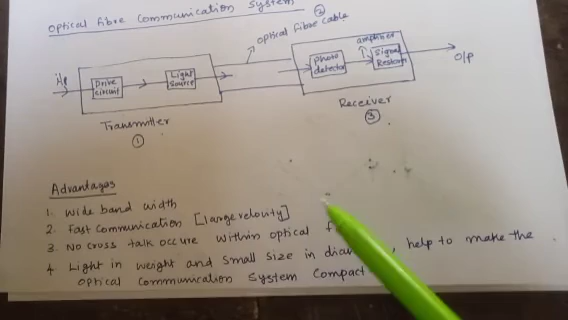 Optical Fibre Communication System
②
optical fibre cable
amplifier
i/p
Drive circuit
Light Source
Photo detector
Signal Restore
O/P
Transmitter
①
Receiver
③
Advantages
1. Wide band width
2. Fast Communication [large velocity]
3. No cross talk occure within optical
4. Light in weight and small size in , help to make the
optical Communication System Compact